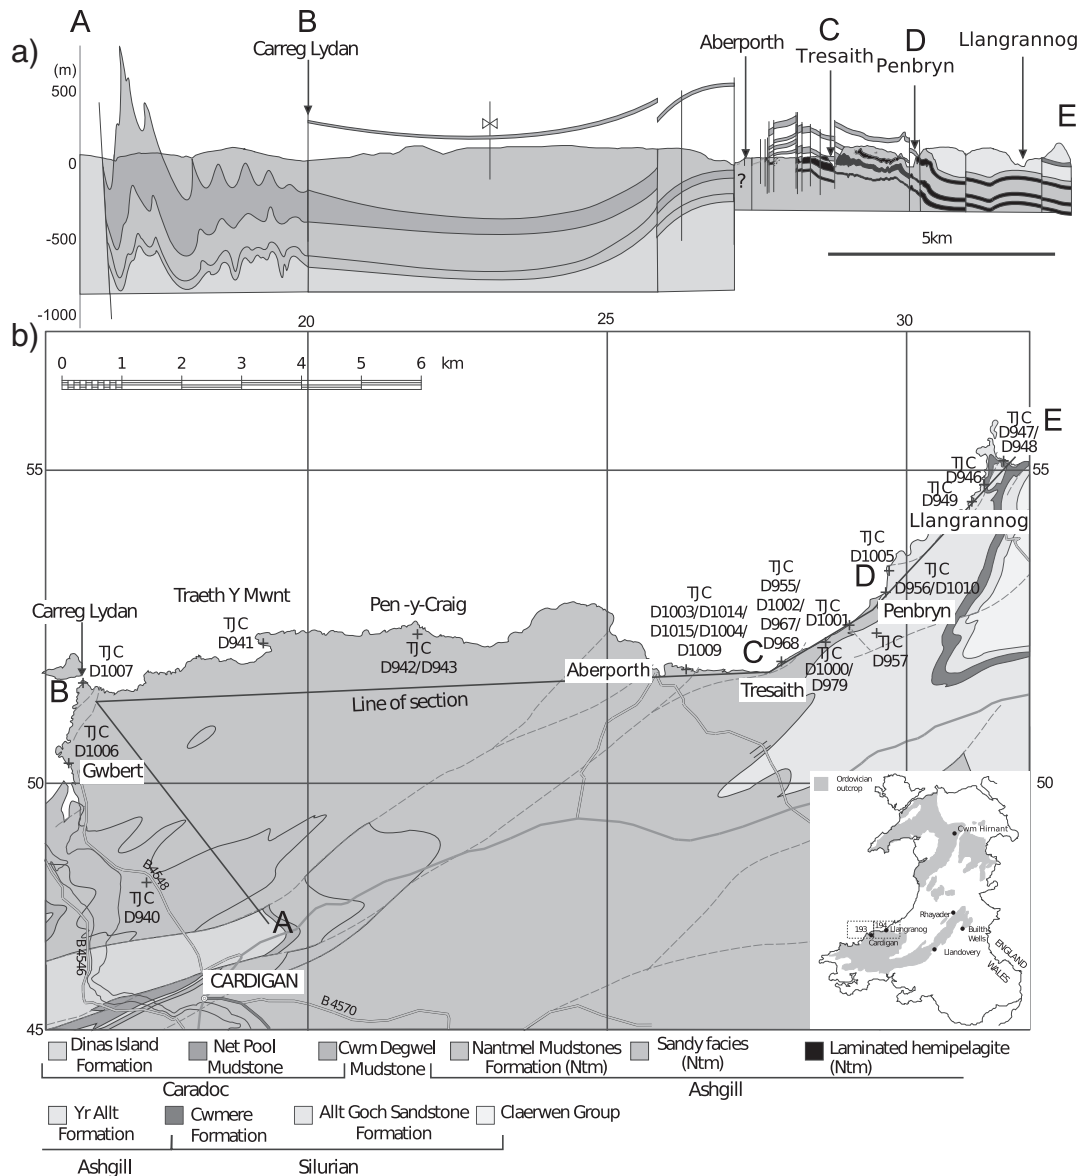 A
B
a)
Carreg Lydan
Aberporth
C
Tresaith
D
Penbryn
Llangrannog
E
(m)
500
0
-500
-1000
?
5km
b)
20
25
30
0 1 2 3 4 5 6 km
55
55
50
50
45
E
TJC
D947/
D948
TJC
D946
TJC
D949
Llangrannog
TJC
D1005
D
TJC
D956/D1010
Penbryn
TJC
D955/
D1002/
D967/
D968
TJC
D1001
TJC
D957
TJC
D1003/D1014/
D1015/D1004/
D1009
C
TJC
D1000/
D979
Tresaith
Aberporth
Pen -y-Craig
TJC
D942/D943
Traeth Y Mwnt
TJC
D941
Carreg Lydan
TJC
D1007
B
Line of section
TJC
D1006
Gwbert
B4548
TJC
D940
A
B4546
CARDIGAN
B4570
Ordovician
outcrop
Cwm Hirnant
Rhayader
193
194
Llangranog
Cardigan
Builth
Wells
Llandovery
ENGLAND
WALES
Dinas Island
Formation
Net Pool
Mudstone
Cwm Degwel
Mudstone
Nantmel Mudstones
Formation (Ntm)
Sandy facies
(Ntm)
Laminated hemipelagite
(Ntm)
Caradoc
Ashgill
Yr Allt
Formation
Cwmere
Formation
Allt Goch Sandstone
Formation
Claerwen Group
Ashgill
Silurian